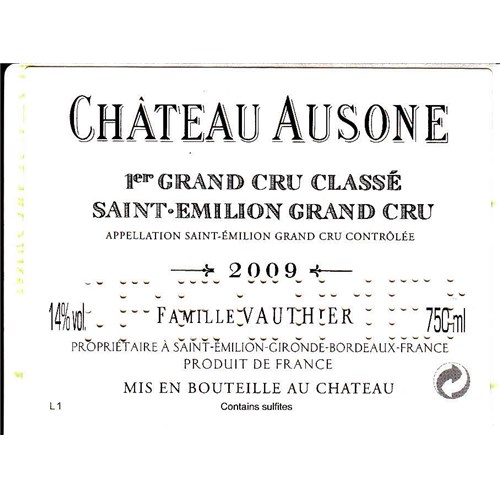 CHÂTEAU AUSONE
1er GRAND CRU CLASSÉ
SAINT-EMILION GRAND CRU
APPELLATION SAINT-ÉMILION GRAND CRU CONTRÔLÉE
2009
14% vol. FAMILLE VAUTHIER 750 ml
PROPRIÉTAIRE À SAINT-ÉMILION-GIRONDE-BORDEAUX-FRANCE
PRODUIT DE FRANCE
MIS EN BOUTEILLE AU CHATEAU
L1 Contains sulfites